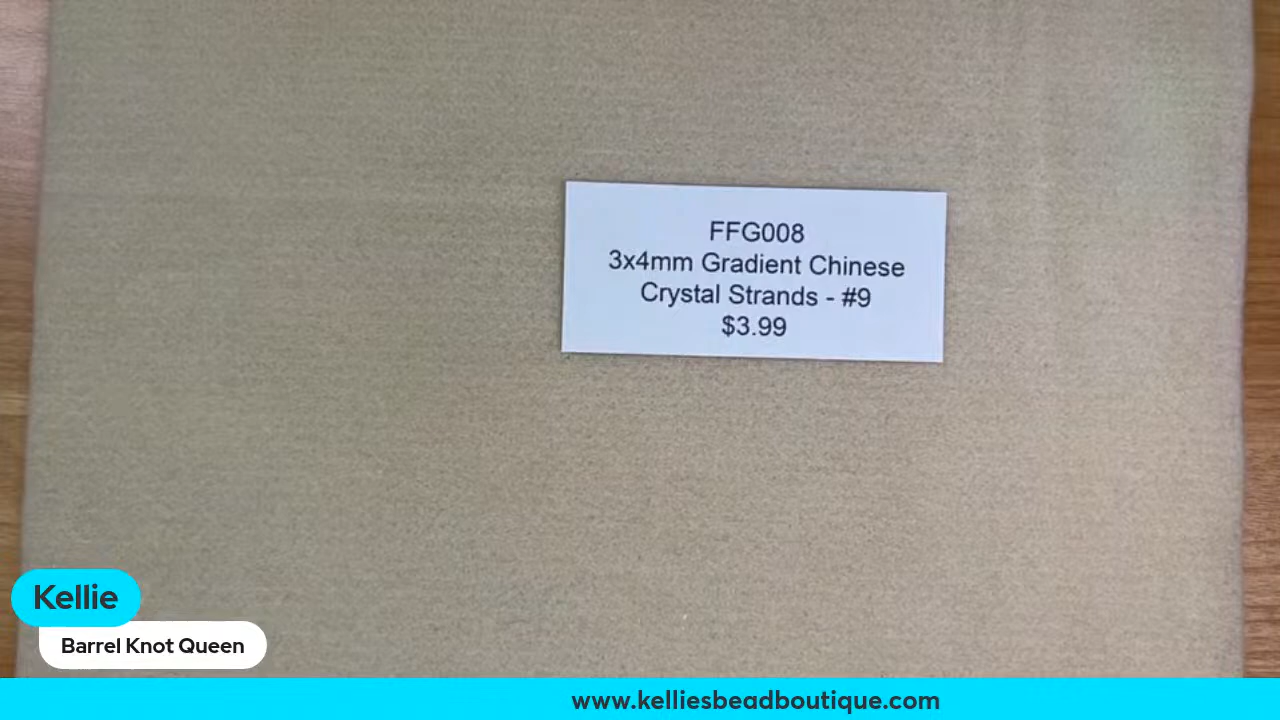 FFG008
3x4mm Gradient Chinese
Crystal Strands - #9
$3.99
Kellie
Barrel Knot Queen
www.kelliesbeadboutique.com